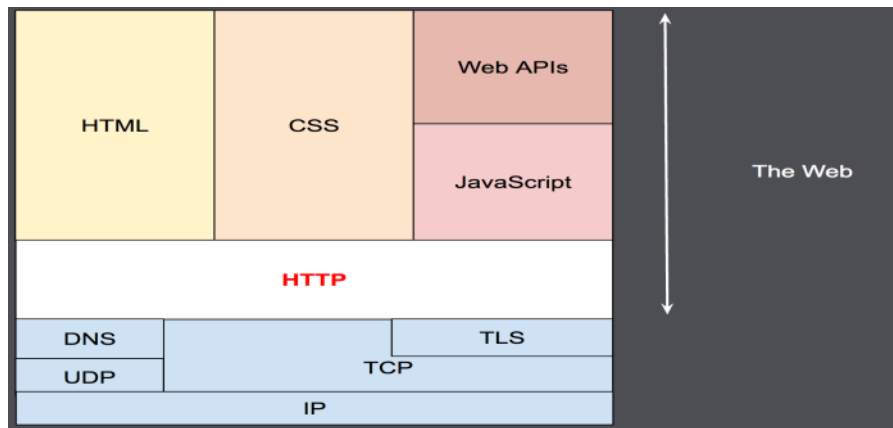 Web APIs
HTML
CSS
The Web
JavaScript
HTTP
DNS
TLS
TCP
UDP
IP